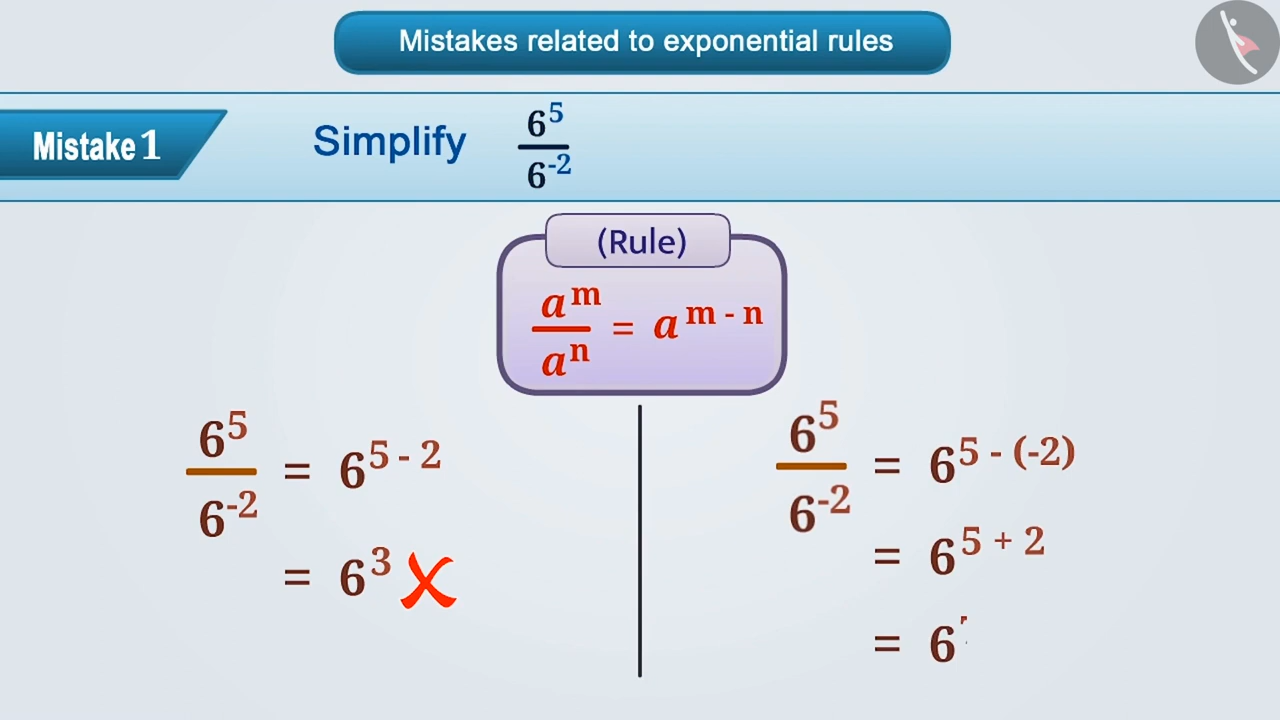 Mistakes related to exponential rules
Mistake 1
Simplify 6^5 / 6^-2
(Rule)
a^m / a^n = a^m - n
6^5 / 6^-2 = 6^5 - 2
= 6^3 ✗
6^5 / 6^-2 = 6^5 - (-2)
= 6^5 + 2
= 6